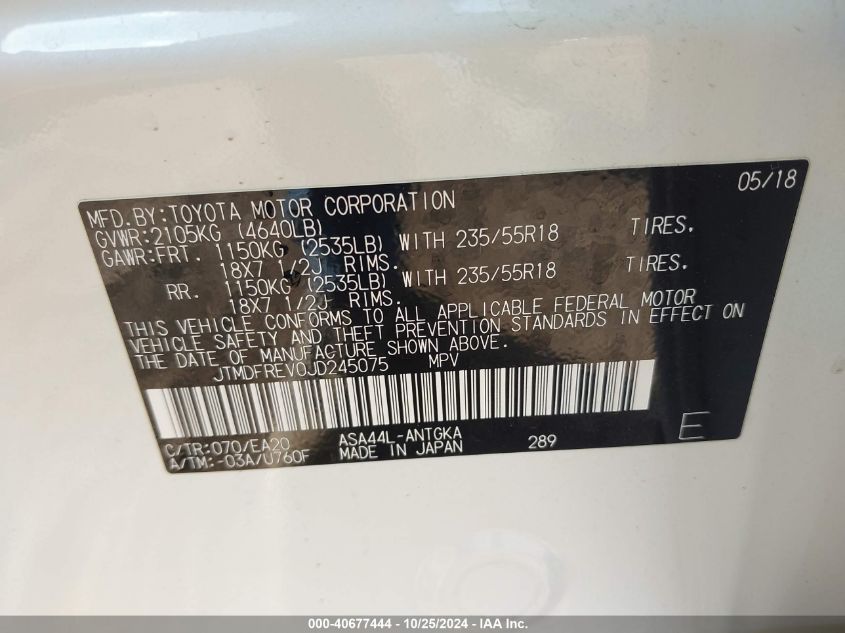 05/18
MFD.BY:TOYOTA MOTOR CORPORATION
GVWR:2105KG (4640LB)
GAWR:FRT. 1150KG (2535LB) WITH 235/55R18 TIRES.
18X7 1/2J RIMS.
RR. 1150KG (2535LB) WITH 235/55R18 TIRES.
18X7 1/2J RIMS.
THIS VEHICLE CONFORMS TO ALL APPLICABLE FEDERAL MOTOR
VEHICLE SAFETY AND THEFT PREVENTION STANDARDS IN EFFECT ON
THE DATE OF MANUFACTURE SHOWN ABOVE.
JTMDFREV0JD245075 MPV
C/TR:070/EA20 ASA44L-ANTGKA 289 E
A/TM:-03A/U760F MADE IN JAPAN
000-40677444 - 10/25/2024 - IAA Inc.